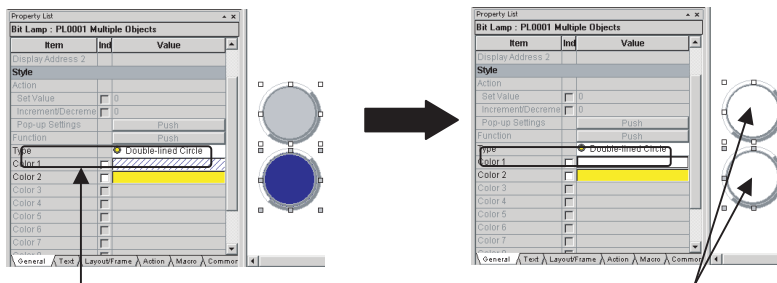 Property List
Bit Lamp : PL0001 Multiple Objects
Item Ind Value
Display Address 2
Style
Action
Set Value 0
Increment/Decreme 0
Pop-up Settings Push
Function Push
Type Double-lined Circle
Color 1
Color 2
Color 3
Color 4
Color 5
Color 6
Color 7
General Text Layout/Frame Action Macro Common
Property List
Bit Lamp : PL0001 Multiple Objects
Item Ind Value
Display Address 2
Style
Action
Set Value 0
Increment/Decreme 0
Pop-up Settings Push
Function Push
Type Double-lined Circle
Color 1
Color 2
Color 3
Color 4
Color 5
Color 6
Color 7
General Text Layout/Frame Action Macro Common